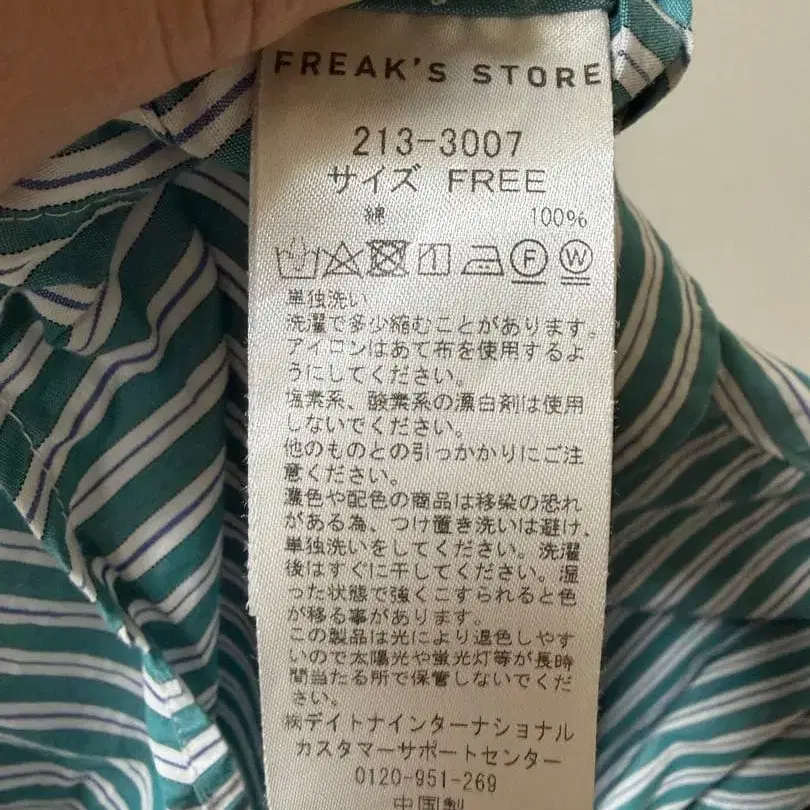 FREAK'S STORE
213-3007
サイズ FREE
綿 100%
F W
単独洗い
洗濯で多少縮むことがあります。
アイロンはあて布を使用するよ
うにしてください。
塩素系、酸素系の漂白剤は使用
しないでください。
他のものとの引っかかりにご注
意ください。
濃色や配色の商品は移染の恐れ
がある為、つけ置き洗いは避け、
単独洗いをしてください。洗濯
後はすぐに干してください。湿
った状態で強くこすられると色
が移る事があります。
この製品は光により退色しやす
いので太陽光や蛍光灯等が長時
間当たる所で保管しないでくだ
さい。
㈱デイトナインターナショナル
カスタマーサポートセンター
0120-951-269
中国製